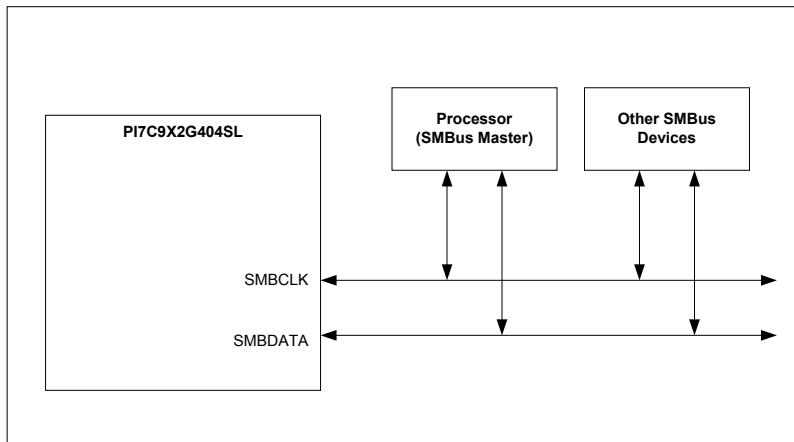 PI7C9X2G404SL
Processor
(SMBus Master)
Other SMBus
Devices
SMBCLK
SMBDATA